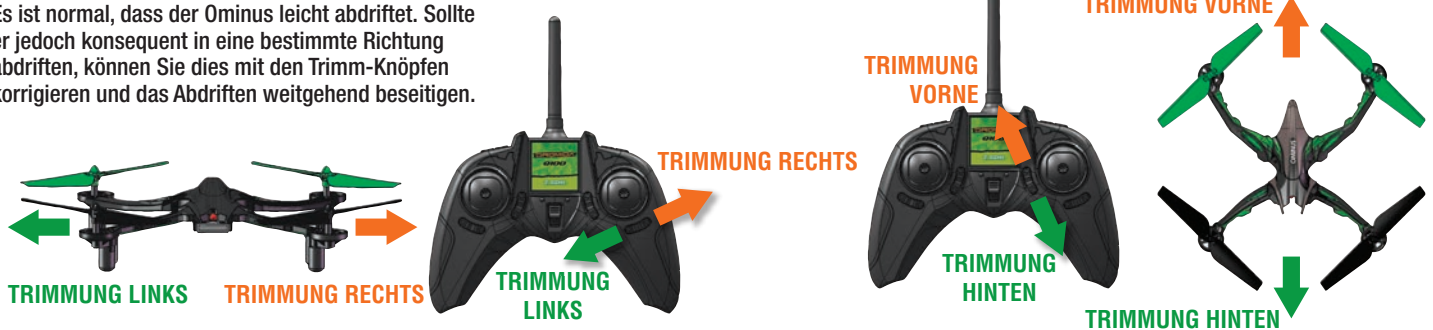 Es ist normal, dass der Ominus leicht abdriftet. Sollte
er jedoch konsequent in eine bestimmte Richtung
abdriften, können Sie dies mit den Trimm-Knöpfen
korrigieren und das Abdriften weitgehend beseitigen.
TRIMMUNG LINKS
TRIMMUNG RECHTS
TRIMMUNG RECHTS
TRIMMUNG
LINKS
TRIMMUNG
VORNE
TRIMMUNG
HINTEN
TRIMMUNG VORNE
OMINUS
TRIMMUNG HINTEN